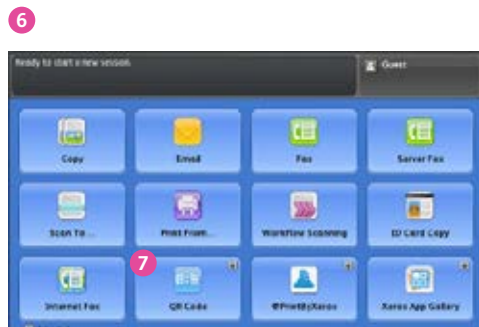 6
Ready to start a new session.
Guest
Copy
Email
Fax
Server Fax
Scan To ...
Print From...
Workflow Scanning
ID Card Copy
7
Internet Fax
QR Code
@PrintByXerox
Xerox App Gallery